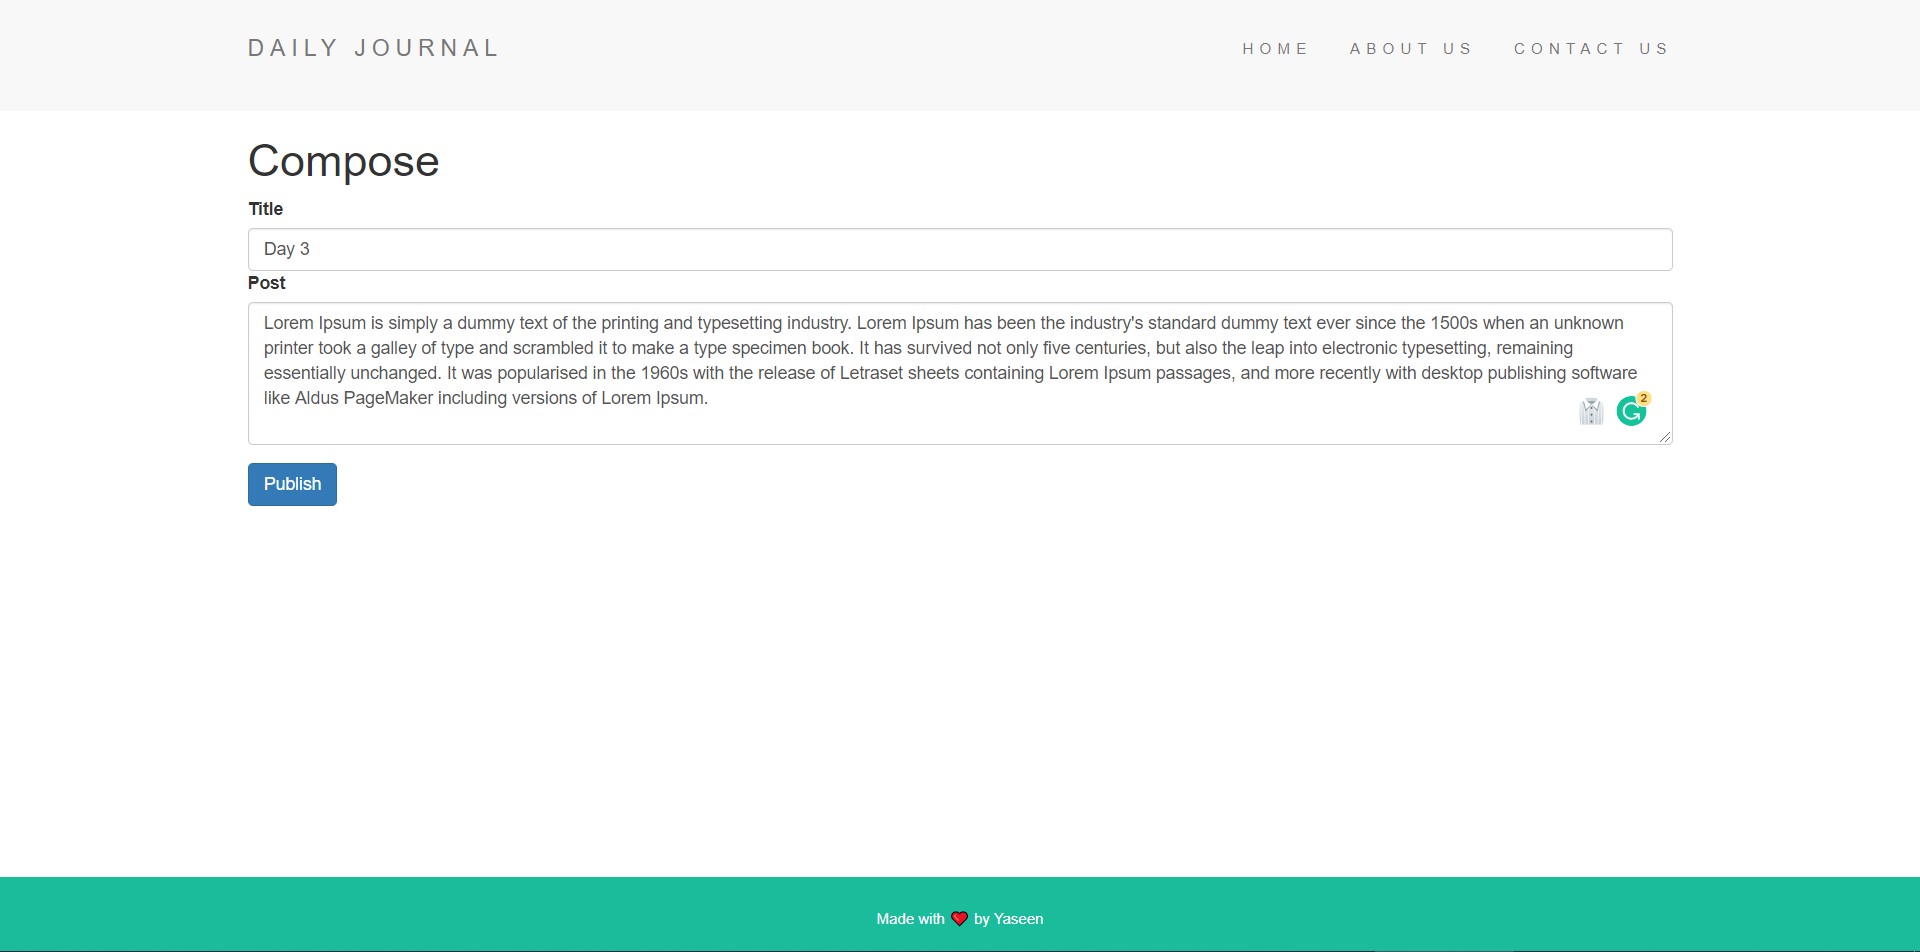 DAILY JOURNAL
HOME ABOUT US CONTACT US
Compose
Title
Day 3
Post
Lorem Ipsum is simply a dummy text of the printing and typesetting industry. Lorem Ipsum has been the industry's standard dummy text ever since the 1500s when an unknown
printer took a galley of type and scrambled it to make a type specimen book. It has survived not only five centuries, but also the leap into electronic typesetting, remaining
essentially unchanged. It was popularised in the 1960s with the release of Letraset sheets containing Lorem Ipsum passages, and more recently with desktop publishing software
like Aldus PageMaker including versions of Lorem Ipsum.
2
Publish
Made with ❤️ by Yaseen